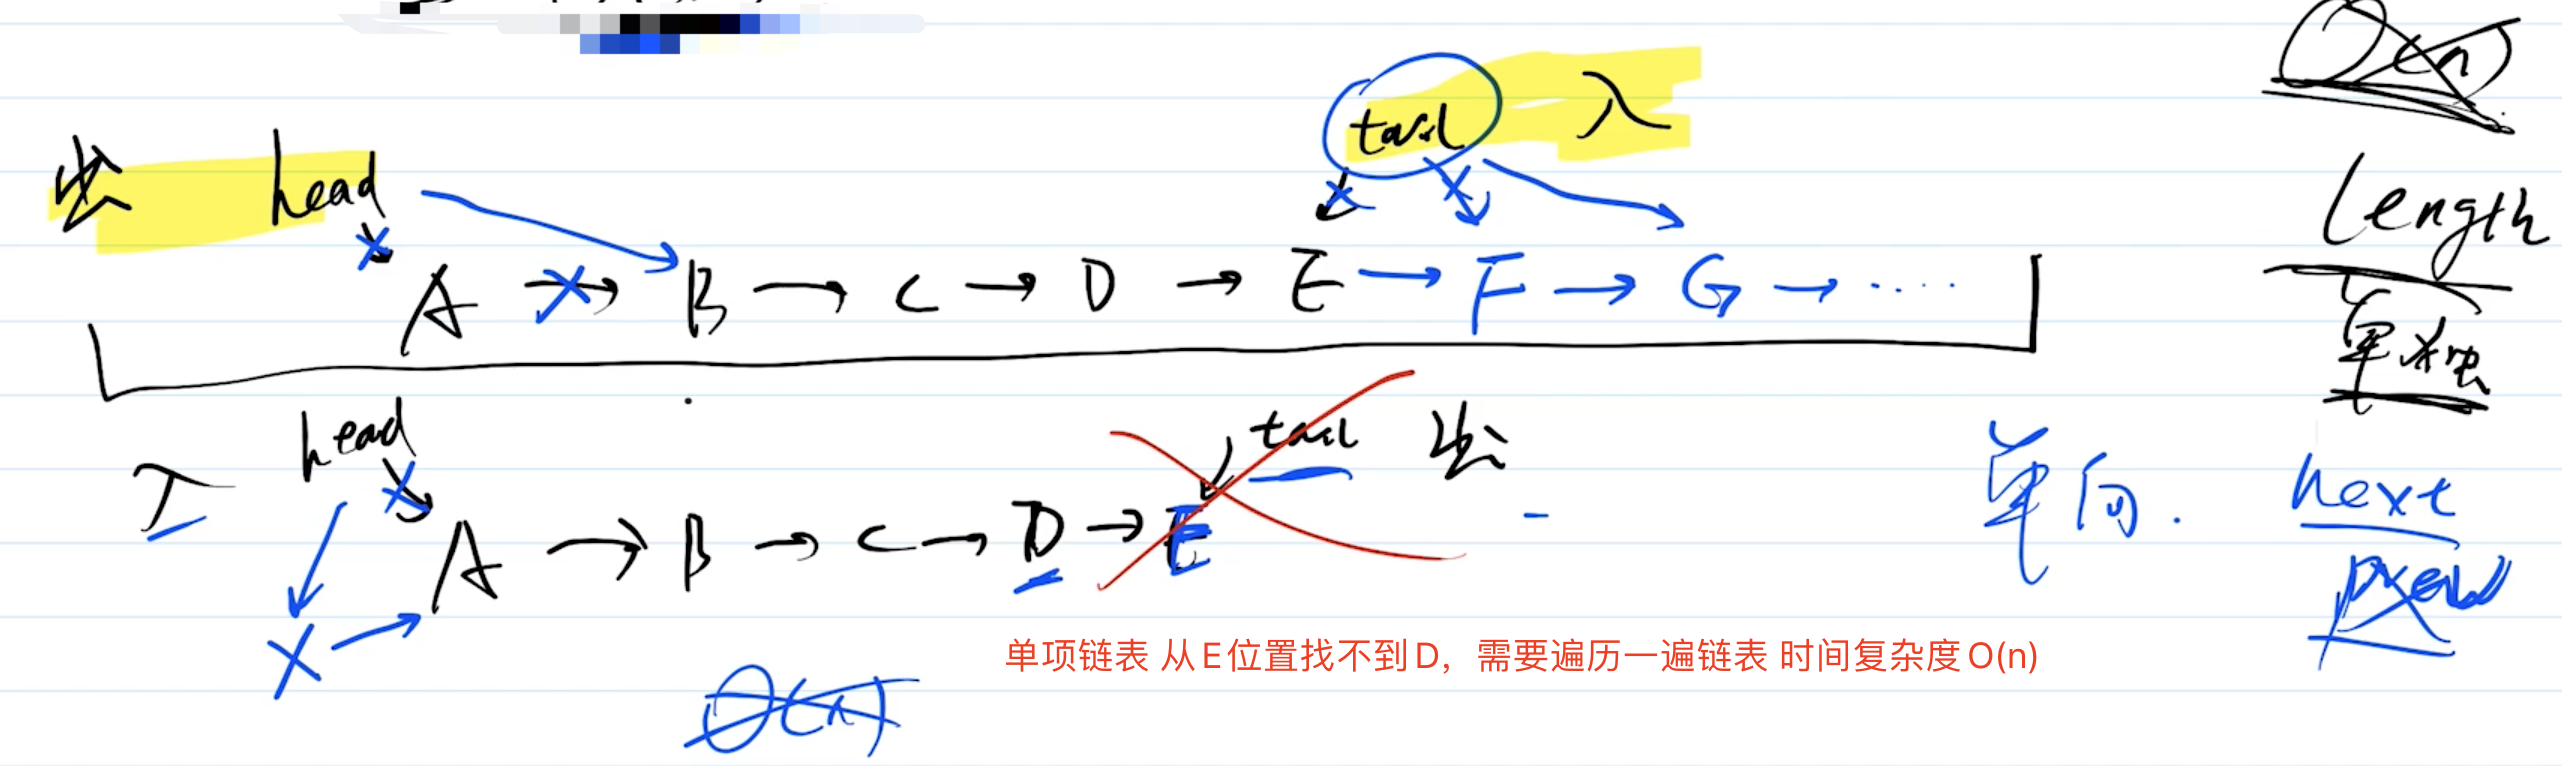 O(n)
tail 入
出 head
length
A → B → C → D → E → F → G → ....
单独
head
tail 出
入
单向. next
A → B → C → D → E
prev
X →
单项链表 从E位置找不到D，需要遍历一遍链表 时间复杂度O(n)
O(n)